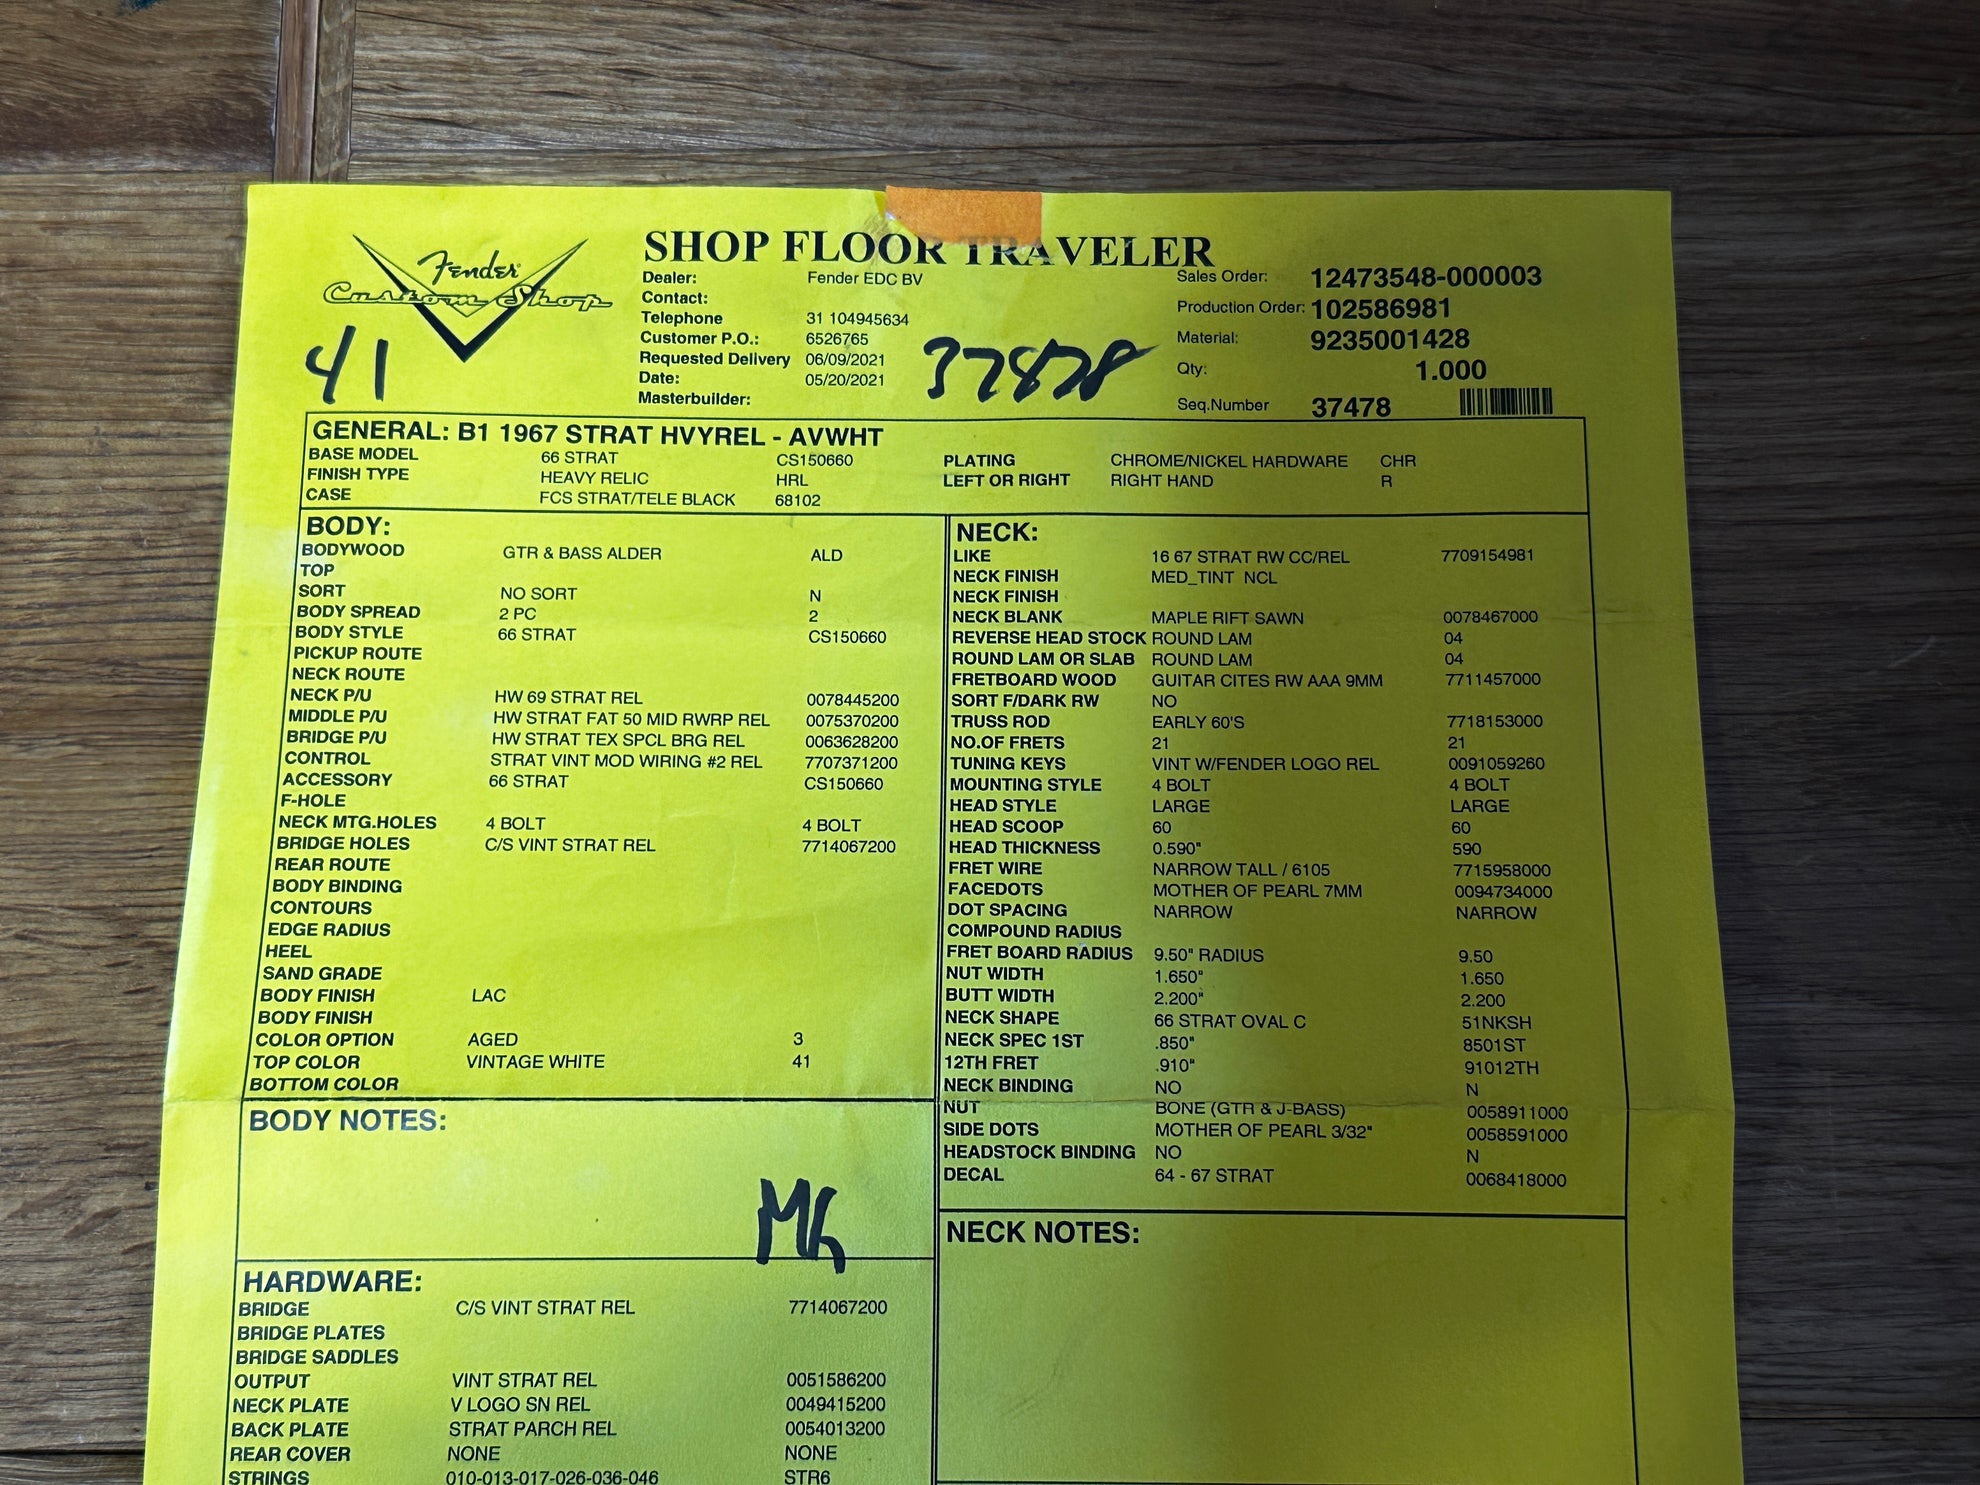 SHOP FLOOR TRAVELER
Fender
Custom Shop
Dealer: Fender EDC BV
Contact:
Telephone 31 104945634
Customer P.O.: 6526765
Requested Delivery 06/09/2021
Date: 05/20/2021
Masterbuilder:
41
37478
Sales Order: 12473548-000003
Production Order: 102586981
Material: 9235001428
Qty: 1.000
Seq.Number 37478
GENERAL: B1 1967 STRAT HVYREL - AVWHT
BASE MODEL 66 STRAT CS150660
FINISH TYPE HEAVY RELIC HRL
CASE FCS STRAT/TELE BLACK 68102
PLATING CHROME/NICKEL HARDWARE CHR
LEFT OR RIGHT RIGHT HAND R
BODY:
BODYWOOD GTR & BASS ALDER ALD
TOP
SORT NO SORT N
BODY SPREAD 2 PC 2
BODY STYLE 66 STRAT CS150660
PICKUP ROUTE
NECK ROUTE
NECK P/U HW 69 STRAT REL 0078445200
MIDDLE P/U HW STRAT FAT 50 MID RWRP REL 0075370200
BRIDGE P/U HW STRAT TEX SPCL BRG REL 0063628200
CONTROL STRAT VINT MOD WIRING #2 REL 7707371200
ACCESSORY 66 STRAT CS150660
F-HOLE
NECK MTG.HOLES 4 BOLT 4 BOLT
BRIDGE HOLES C/S VINT STRAT REL 7714067200
REAR ROUTE
BODY BINDING
CONTOURS
EDGE RADIUS
HEEL
SAND GRADE
BODY FINISH LAC
BODY FINISH
COLOR OPTION AGED 3
TOP COLOR VINTAGE WHITE 41
BOTTOM COLOR
BODY NOTES:
HARDWARE:
BRIDGE C/S VINT STRAT REL 7714067200
BRIDGE PLATES
BRIDGE SADDLES
OUTPUT VINT STRAT REL 0051586200
NECK PLATE V LOGO SN REL 0049415200
BACK PLATE STRAT PARCH REL 0054013200
REAR COVER NONE NONE
STRINGS 010-013-017-026-036-046 STR6
NECK:
LIKE 16 67 STRAT RW CC/REL 7709154981
NECK FINISH MED_TINT NCL
NECK FINISH
NECK BLANK MAPLE RIFT SAWN 0078467000
REVERSE HEAD STOCK ROUND LAM 04
ROUND LAM OR SLAB ROUND LAM 04
FRETBOARD WOOD GUITAR CITES RW AAA 9MM 7711457000
SORT F/DARK RW NO
TRUSS ROD EARLY 60'S 7718153000
NO.OF FRETS 21 21
TUNING KEYS VINT W/FENDER LOGO REL 0091059260
MOUNTING STYLE 4 BOLT 4 BOLT
HEAD STYLE LARGE LARGE
HEAD SCOOP 60 60
HEAD THICKNESS 0.590" 590
FRET WIRE NARROW TALL / 6105 7715958000
FACEDOTS MOTHER OF PEARL 7MM 0094734000
DOT SPACING NARROW NARROW
COMPOUND RADIUS
FRET BOARD RADIUS 9.50" RADIUS 9.50
NUT WIDTH 1.650" 1.650
BUTT WIDTH 2.200" 2.200
NECK SHAPE 66 STRAT OVAL C 51NKSH
NECK SPEC 1ST .850" 8501ST
12TH FRET .910" 91012TH
NECK BINDING NO N
NUT BONE (GTR & J-BASS) 0058911000
SIDE DOTS MOTHER OF PEARL 3/32" 0058591000
HEADSTOCK BINDING NO N
DECAL 64 - 67 STRAT 0068418000
NECK NOTES: